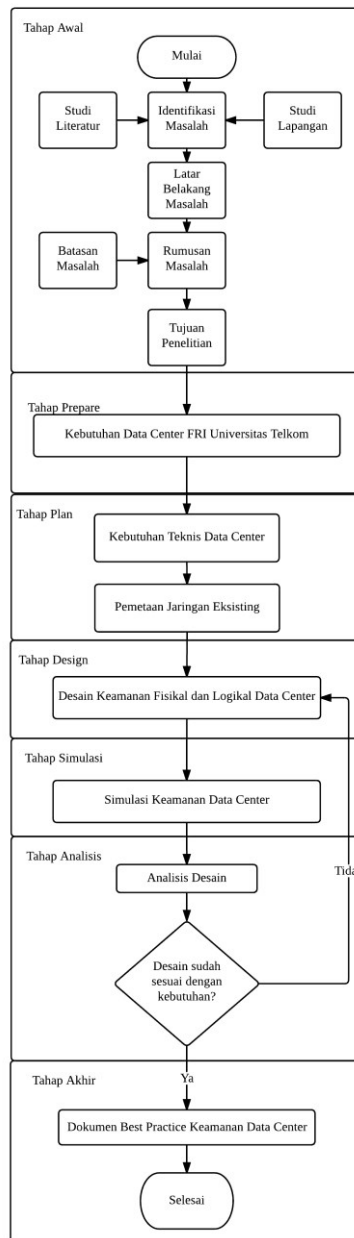 Tahap Awal
Mulai
Studi
Literatur
Identifikasi
Masalah
Studi
Lapangan
Latar
Belakang
Masalah
Batasan
Masalah
Rumusan
Masalah
Tujuan
Penelitian
Tahap Prepare
Kebutuhan Data Center FRI Universitas Telkom
Tahap Plan
Kebutuhan Teknis Data Center
Pemetaan Jaringan Eksisting
Tahap Design
Desain Keamanan Fisikal dan Logikal Data Center
Tahap Simulasi
Simulasi Keamanan Data Center
Tahap Analisis
Analisis Desain
Tida
Desain sudah
sesuai dengan
kebutuhan?
Ya
Tahap Akhir
Dokumen Best Practice Keamanan Data Center
Selesai